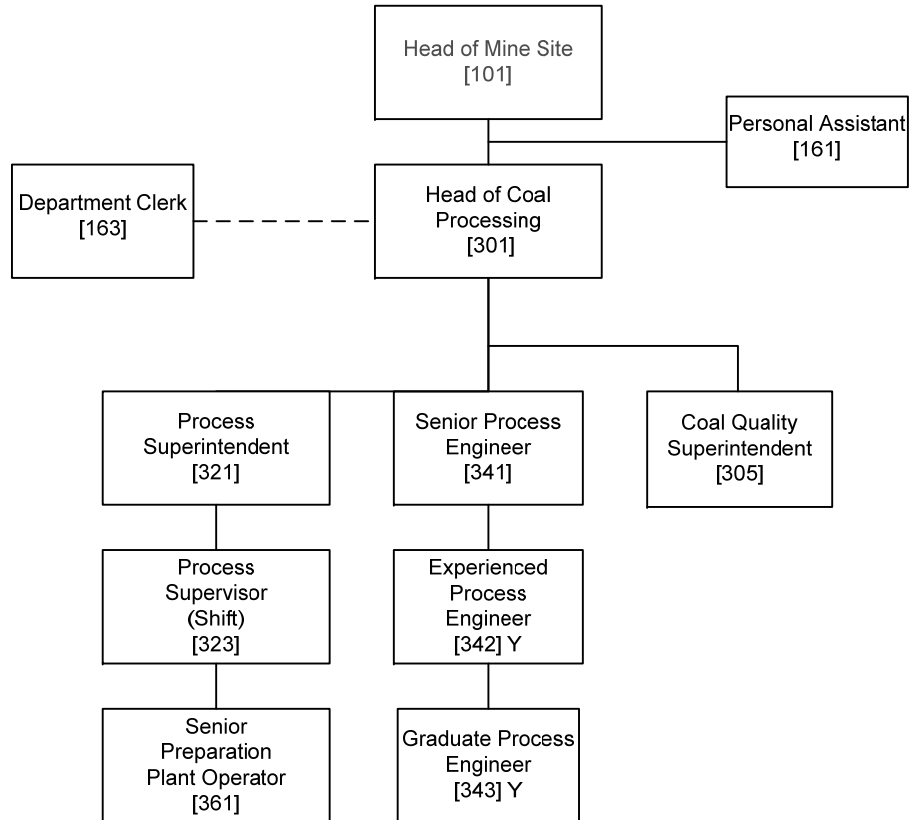 Head of Mine Site
[101]
Personal Assistant
[161]
Department Clerk
[163]
Head of Coal
Processing
[301]
Process
Superintendent
[321]
Senior Process
Engineer
[341]
Coal Quality
Superintendent
[305]
Process
Supervisor
(Shift)
[323]
Experienced
Process
Engineer
[342] Y
Senior
Preparation
Plant Operator
[361]
Graduate Process
Engineer
[343] Y